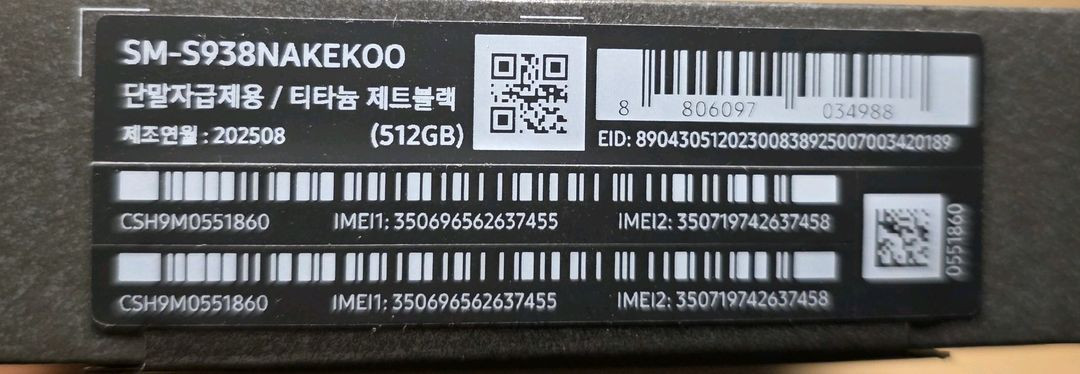 SM-S938NAKEKOO
단말자급제용 / 티타늄 제트블랙
제조연월 : 202508 (512GB)
8 806097 034988
EID: 89043051202300838925007003420189
CSH9M0551860 IMEI1: 350696562637455 IMEI2: 350719742637458
CSH9M0551860 IMEI1: 350696562637455 IMEI2: 350719742637458
0551860